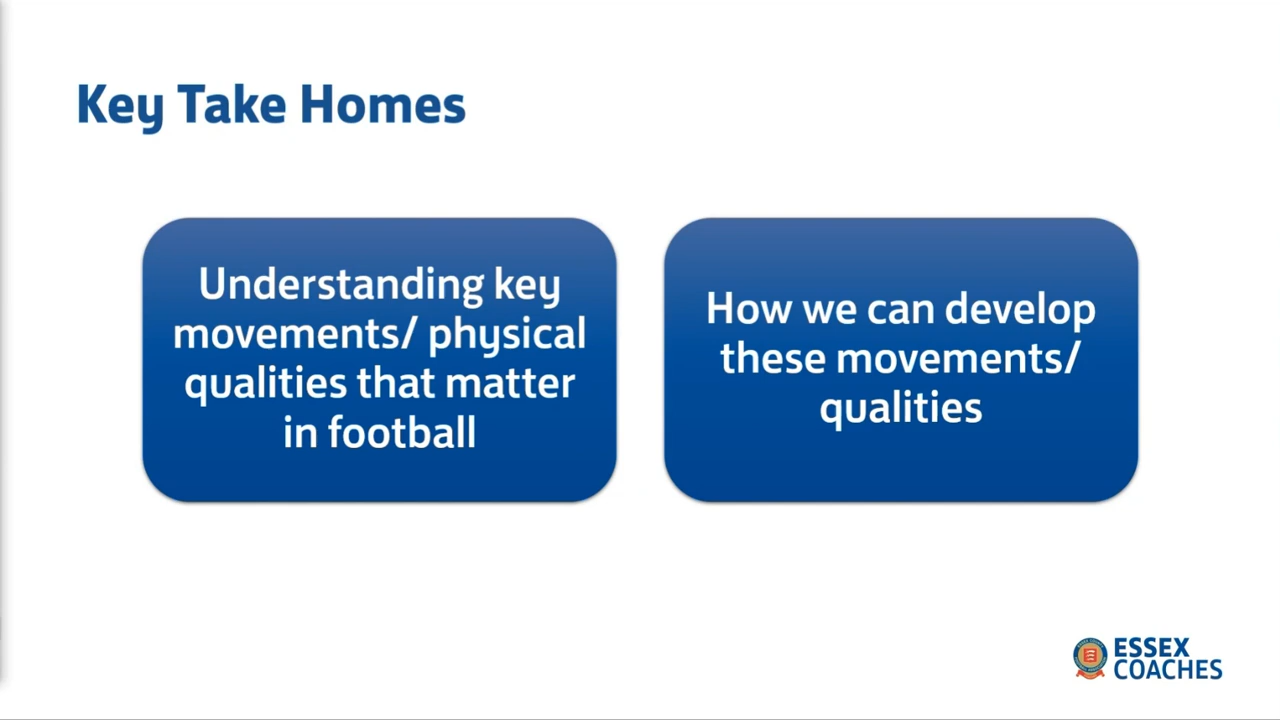 Key Take Homes
Understanding key
movements/ physical
qualities that matter
in football
How we can develop
these movements/
qualities
ESSEX
COACHES